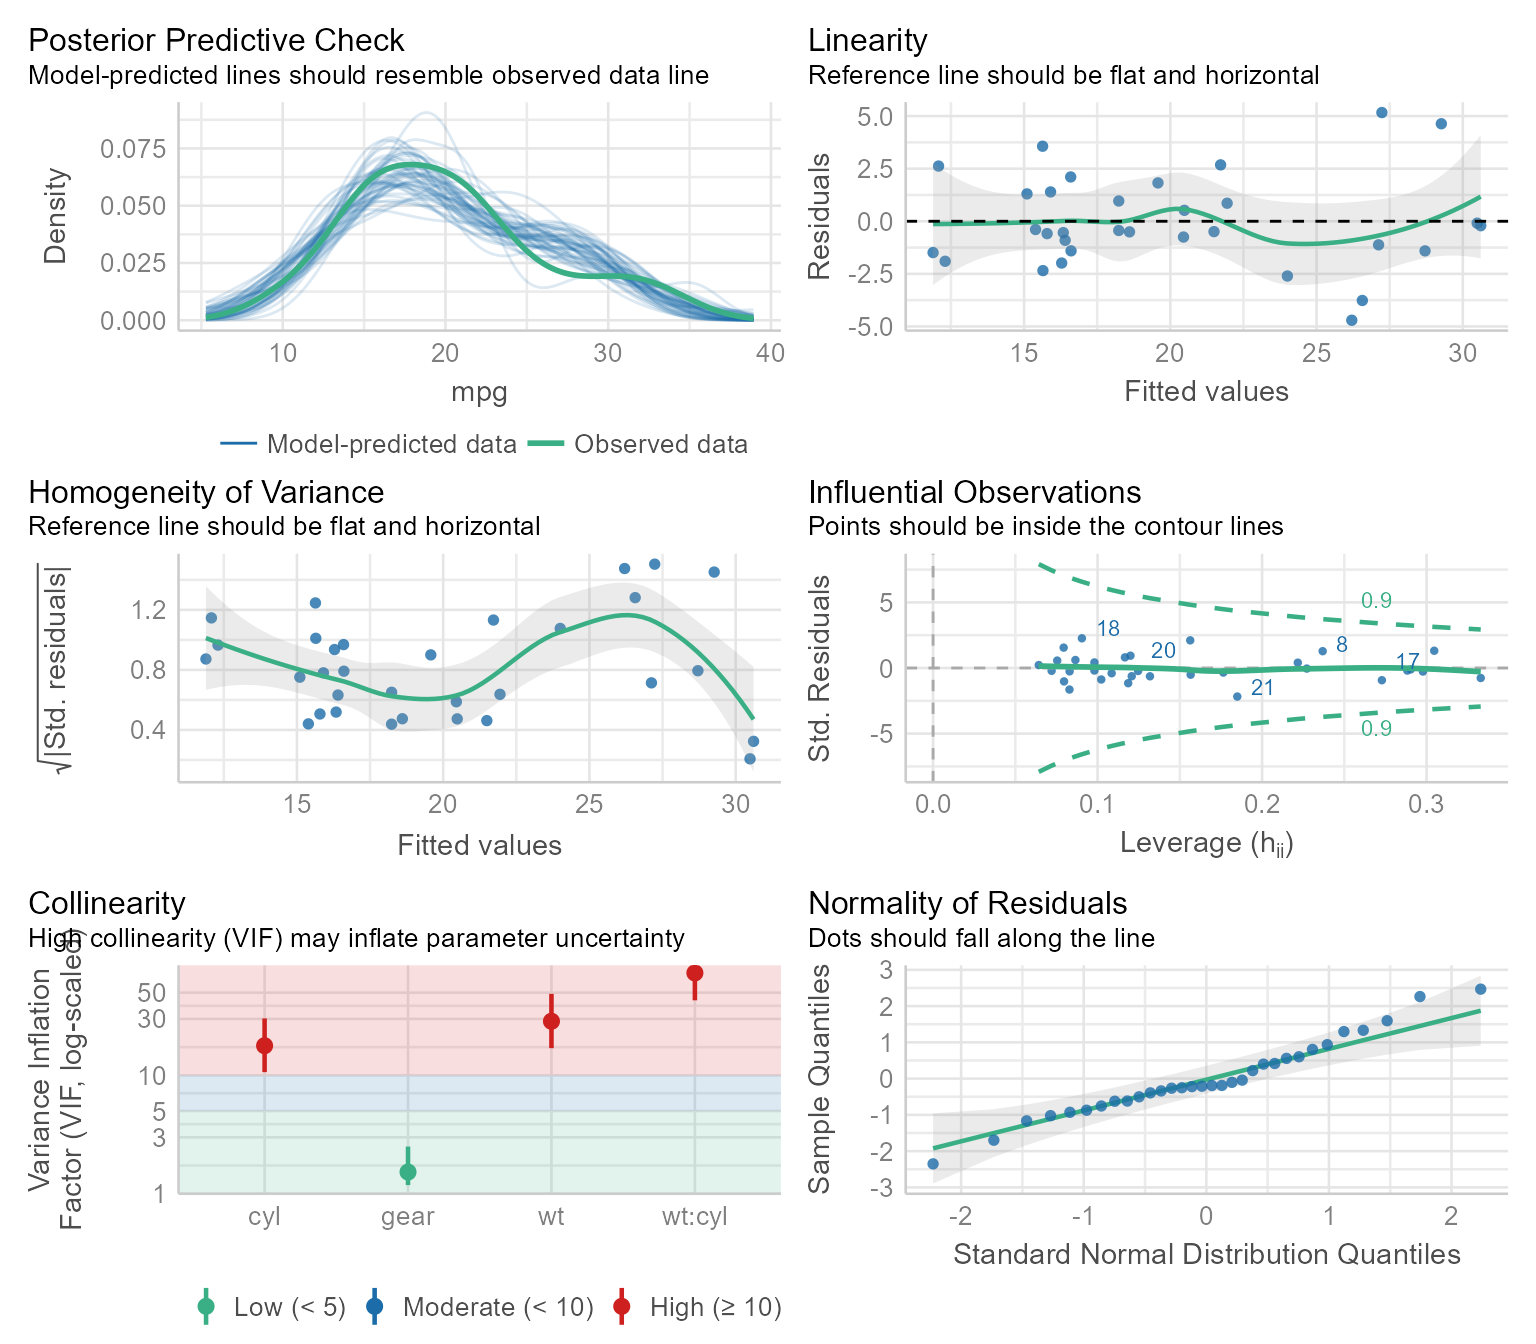 Posterior Predictive Check
Model-predicted lines should resemble observed data line
Density
0.075
0.050
0.025
0.000
10 20 30 40
mpg
Model-predicted data Observed data
Linearity
Reference line should be flat and horizontal
Residuals
5.0
2.5
0.0
-2.5
-5.0
15 20 25 30
Fitted values
Homogeneity of Variance
Reference line should be flat and horizontal
√|Std. residuals|
1.2
0.8
0.4
15 20 25 30
Fitted values
Influential Observations
Points should be inside the contour lines
Std. Residuals
5
0
-5
0.9
18
20
8
17
21
0.9
0.0 0.1 0.2 0.3
Leverage (hii)
Collinearity
High collinearity (VIF) may inflate parameter uncertainty
Variance Inflation
Factor (VIF, log-scaled)
50
30
10
5
3
1
cyl gear wt wt:cyl
Low (< 5) Moderate (< 10) High (≥ 10)
Normality of Residuals
Dots should fall along the line
Sample Quantiles
3
2
1
0
-1
-2
-3
-2 -1 0 1 2
Standard Normal Distribution Quantiles